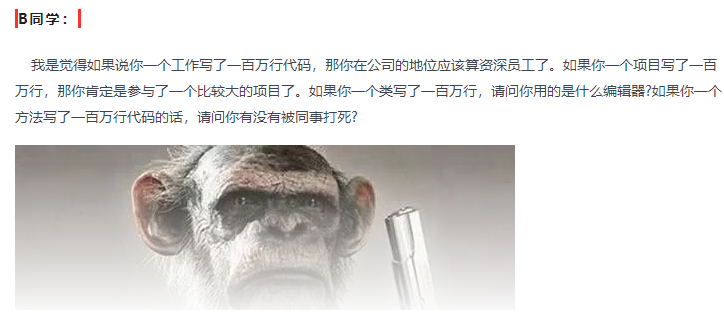 B同学：
我是觉得如果说你一个工作写了一百万行代码，那你在公司的地位应该算资深员工了。如果你一个项目写了一百
万行，那你肯定是参与了一个比较大的项目了。如果你一个类写了一百万行，请问你用的是什么编辑器?如果你一个
方法写了一百万行代码的话，请问你有没有被同事打死?